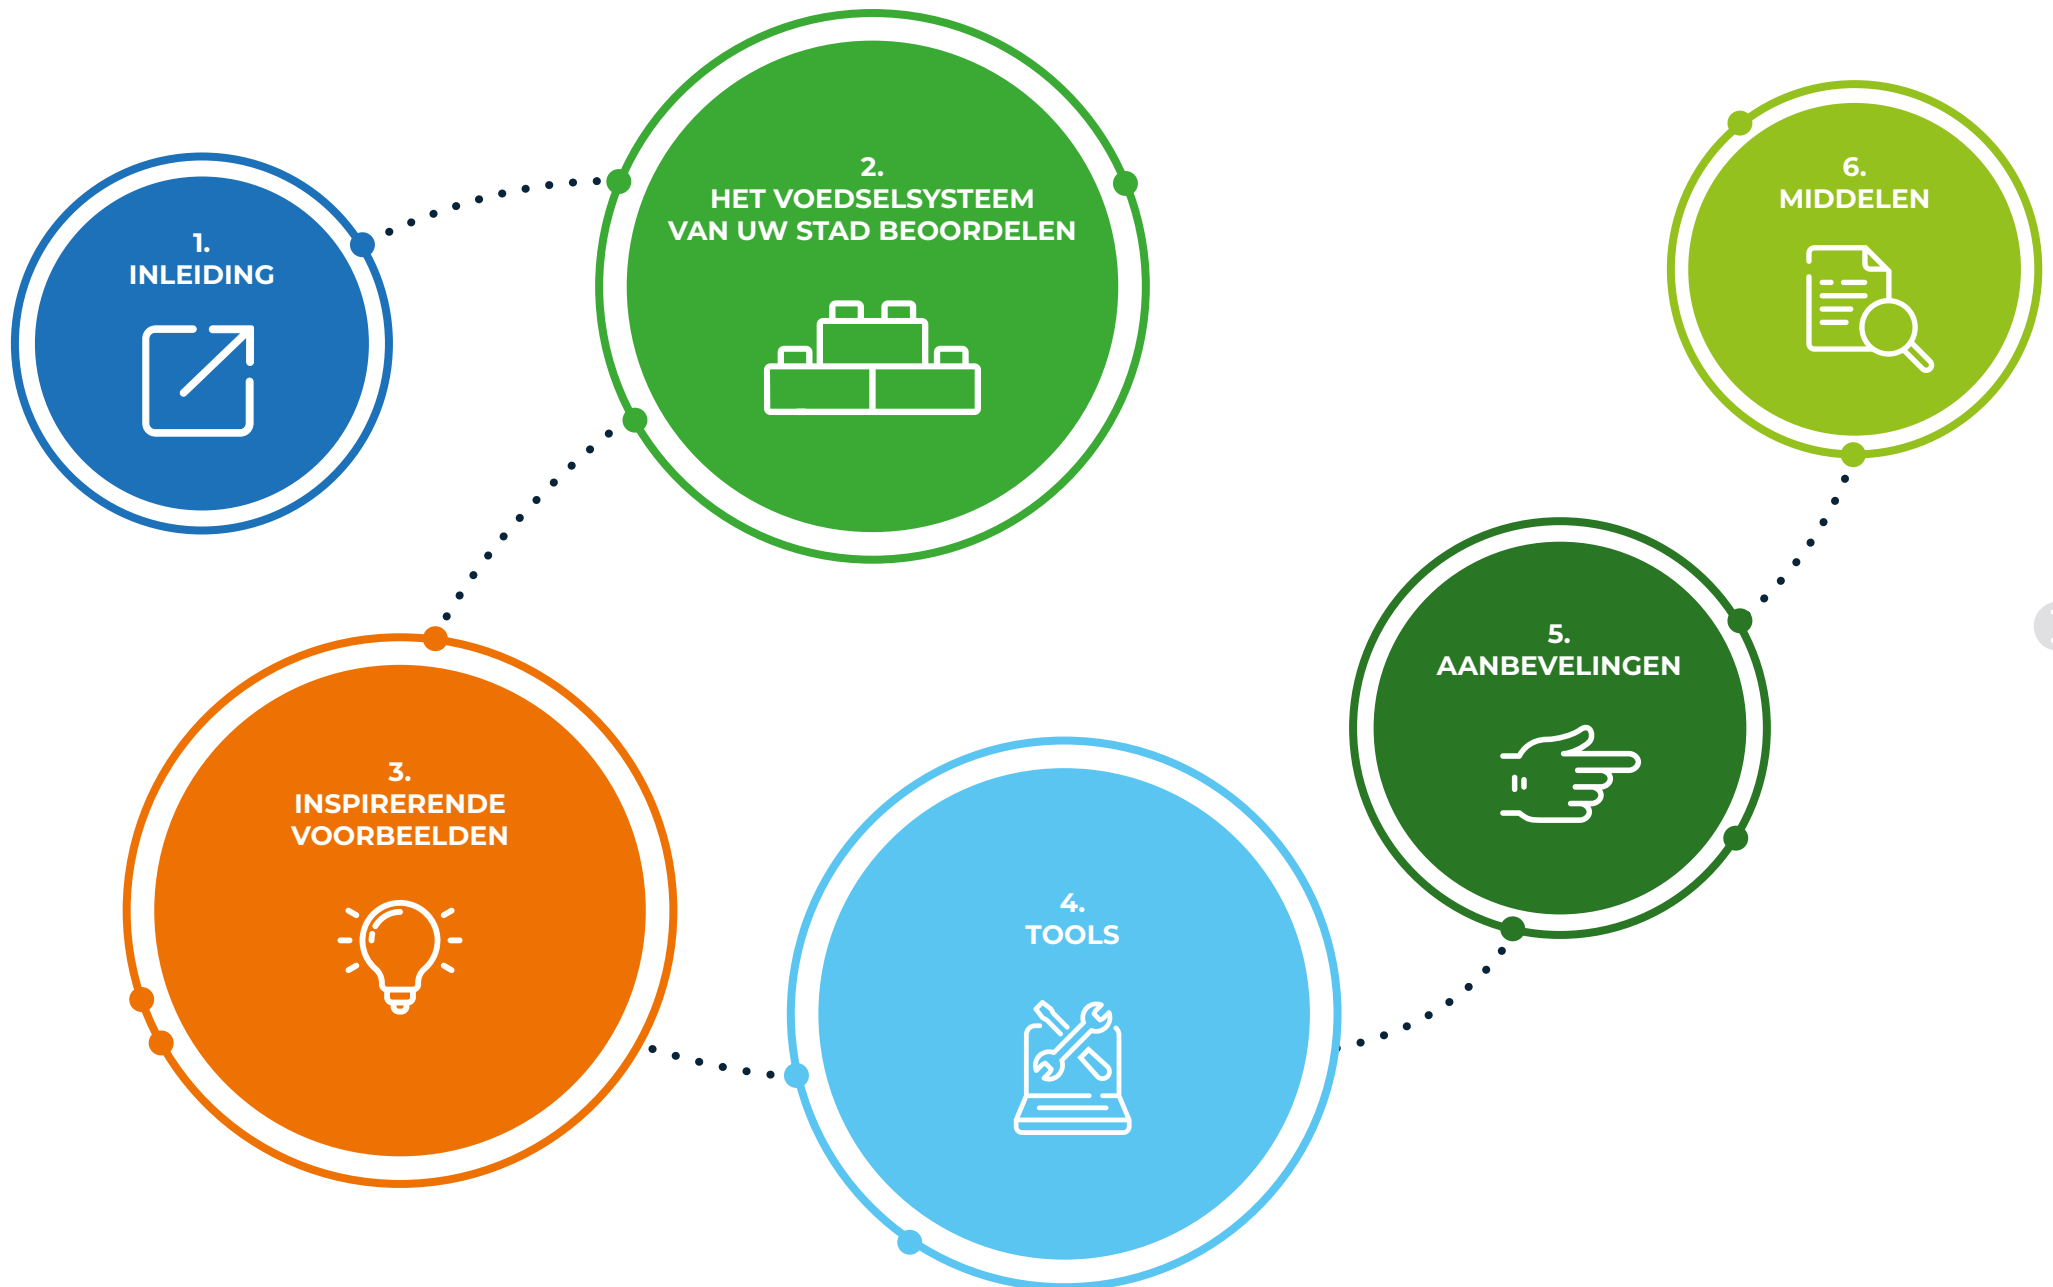 1.
INLEIDING
2.
HET VOEDSELSYSTEEM
VAN UW STAD BEOORDELEN
3.
INSPIRERENDE
VOORBEELDEN
4.
TOOLS
5.
AANBEVELINGEN
6.
MIDDELEN